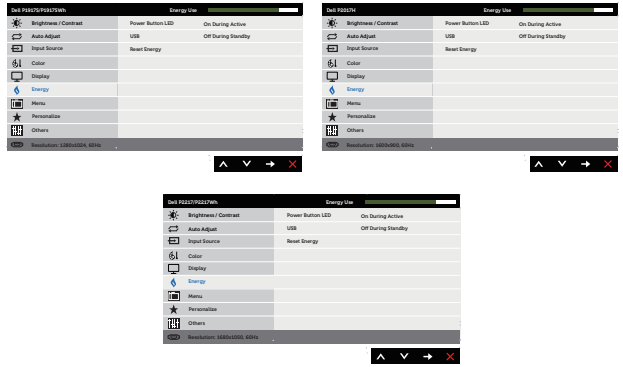 Dell P1917S/P1917SWh Energy Use
Brightness / Contrast Power Button LED On During Active
Auto Adjust USB Off During Standby
Input Source Reset Energy
Color
Display
Energy
Menu
Personalize
Others
Resolution: 1280x1024, 60Hz
Dell P2017H Energy Use
Brightness / Contrast Power Button LED On During Active
Auto Adjust USB Off During Standby
Input Source Reset Energy
Color
Display
Energy
Menu
Personalize
Others
Resolution: 1600x900, 60Hz
Dell P2217/P2217Wh Energy Use
Brightness / Contrast Power Button LED On During Active
Auto Adjust USB Off During Standby
Input Source Reset Energy
Color
Display
Energy
Menu
Personalize
Others
Resolution: 1680x1050, 60Hz